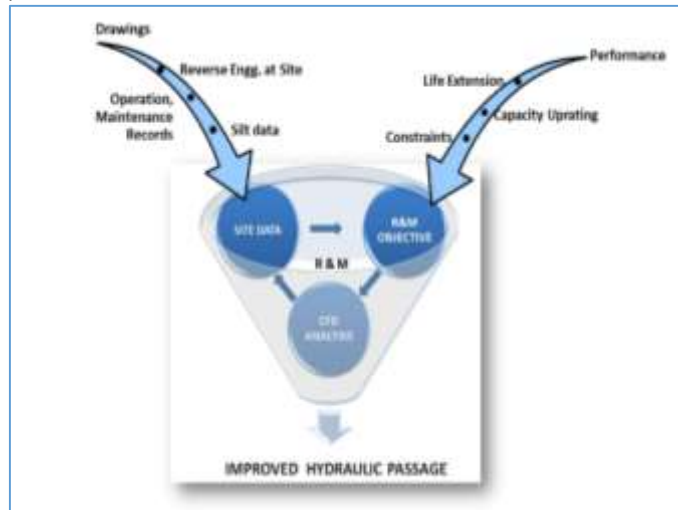 Drawings
Reverse Engg. at Site
Operation,
Maintenance
Records
Silt data
Performance
Life Extension
Capacity Uprating
Constraints
SITE DATA
R&M
OBJECTIVE
R & M
CFD
ANALYSIS
IMPROVED HYDRAULIC PASSAGE